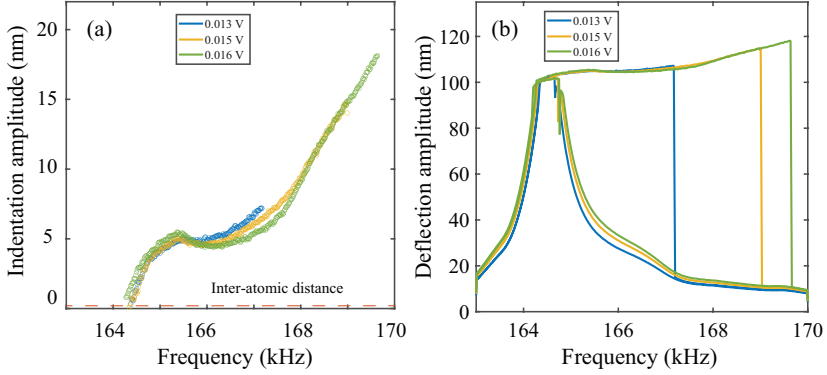 (a)
0.013 V
0.015 V
0.016 V
Indentation amplitude (nm)
20
15
10
5
0
Inter-atomic distance
164
166
168
170
Frequency (kHz)
(b)
0.013 V
0.015 V
0.016 V
Deflection amplitude (nm)
120
100
80
60
40
20
0
164
166
168
170
Frequency (kHz)